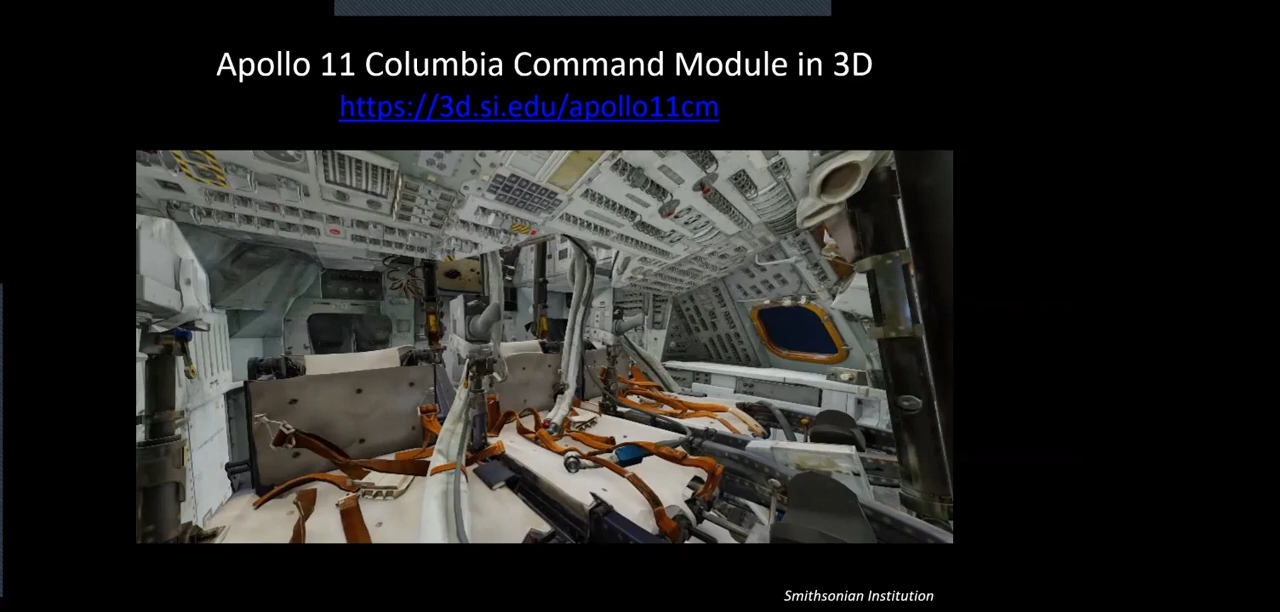 Apollo 11 Columbia Command Module in 3D
https://3d.si.edu/apollo11cm
Smithsonian Institution